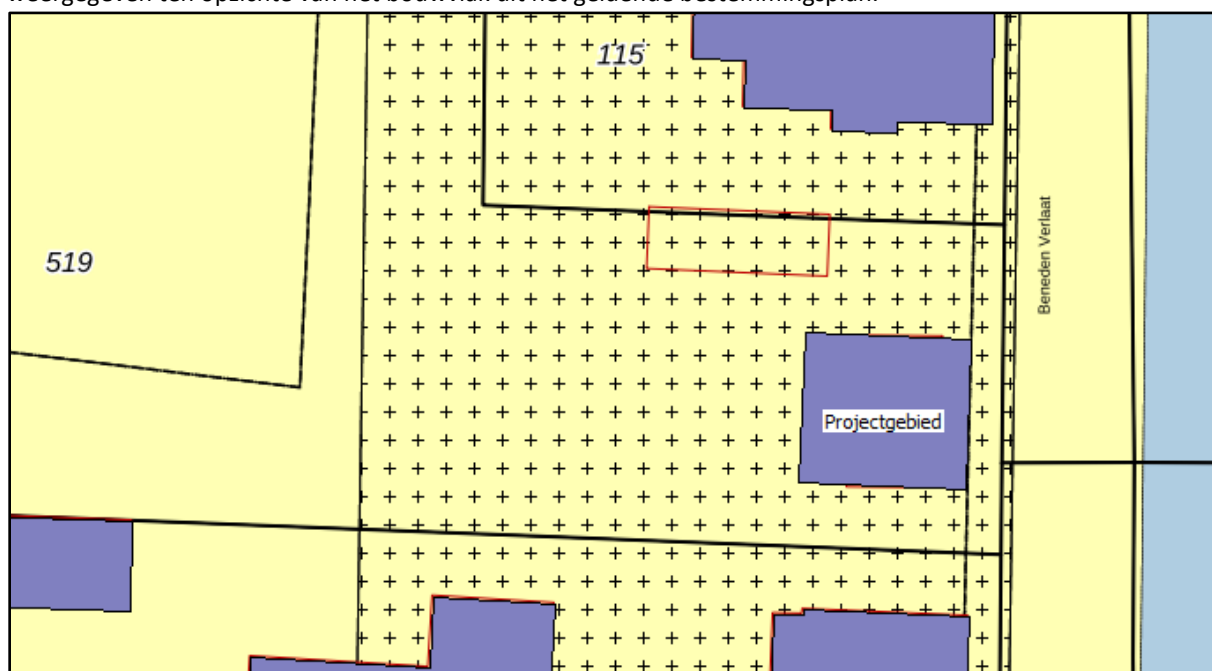 weergegeven ten opzichte van het bouwvlak uit het geldende bestemmingsplan.
115
519
Beneden Verlaat
Projectgebied